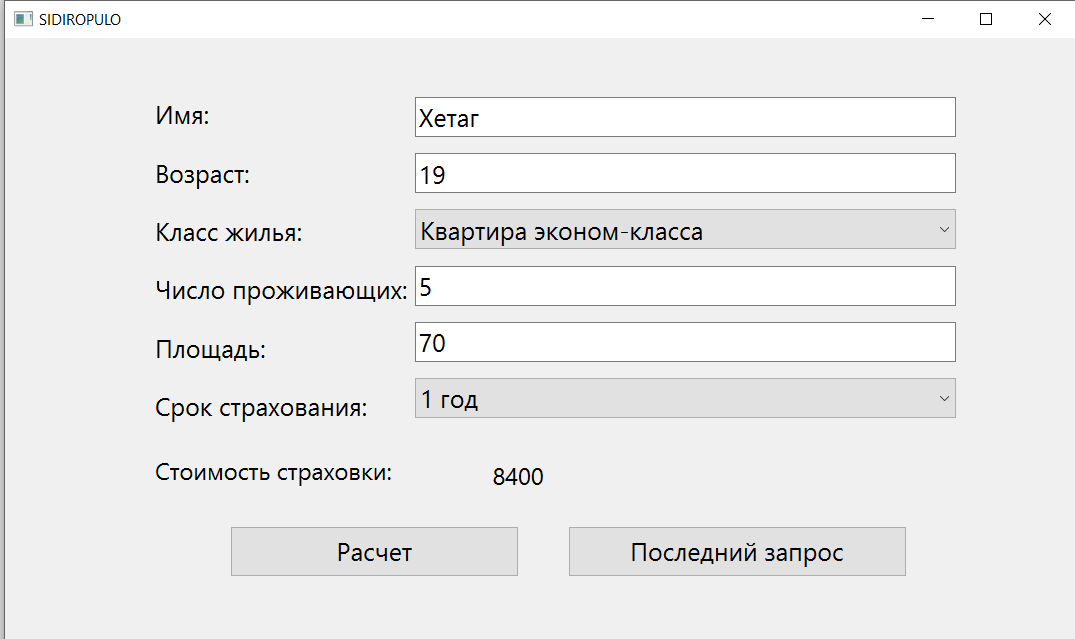 SIDIROPULO
Имя: Хетаг
Возраст: 19
Класс жилья: Квартира эконом-класса
Число проживающих: 5
Площадь: 70
Срок страхования: 1 год
Стоимость страховки: 8400
Расчет Последний запрос